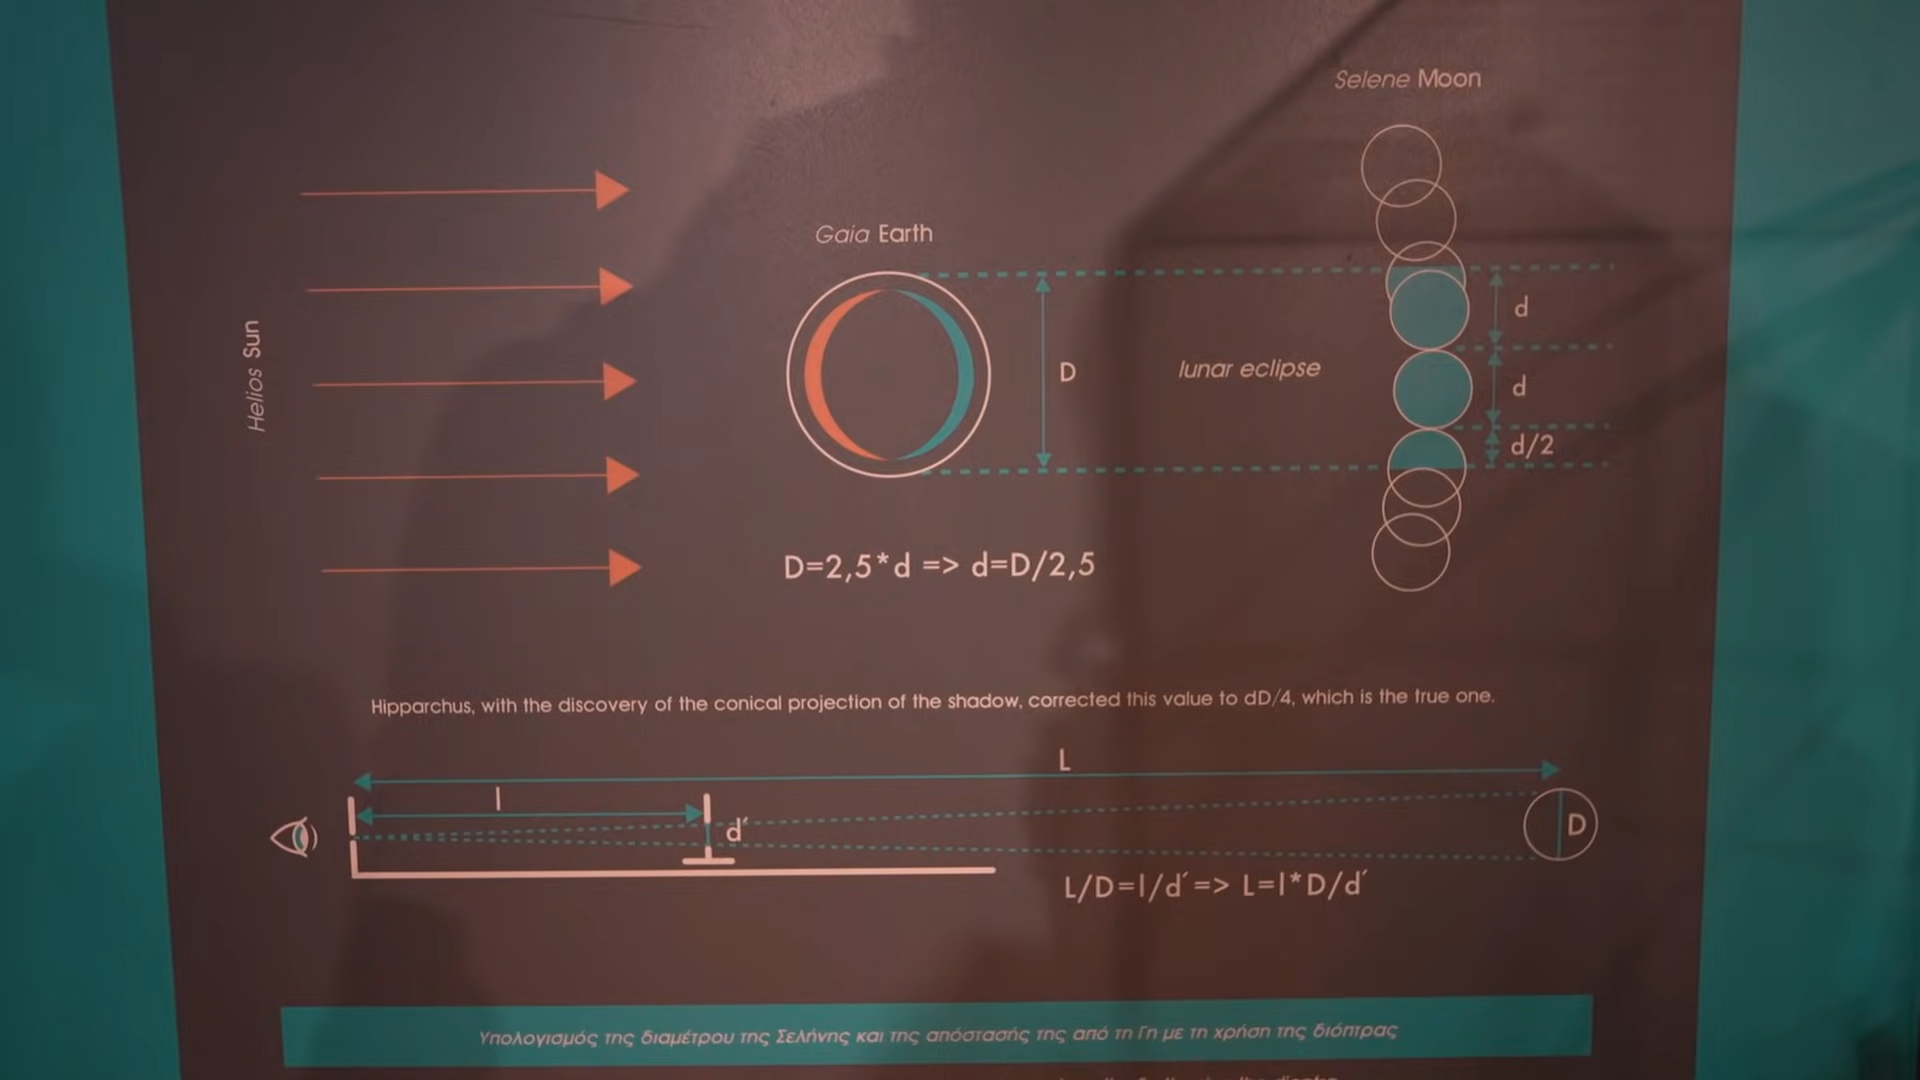 Selene Moon
Gaia Earth
Helios Sun
D
lunar eclipse
d
d
d/2
D=2,5*d => d=D/2,5
Hipparchus, with the discovery of the conical projection of the shadow, corrected this value to dD/4, which is the true one.
L
l
d´
D
L/D=l/d´=> L=l*D/d´
Υπολογισμός της διαμέτρου της Σελήνης και της απόστασής της από τη Γη με τη χρήση της διόπτρας